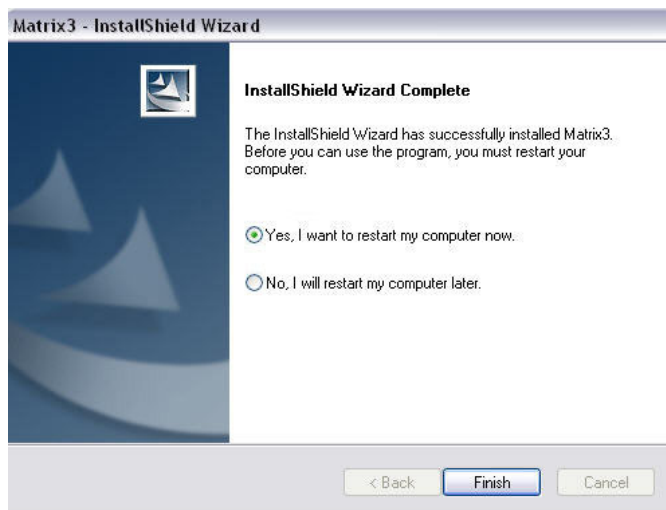 Matrix3 - InstallShield Wizard
InstallShield Wizard Complete
The InstallShield Wizard has successfully installed Matrix3.
Before you can use the program, you must restart your
computer.
Yes, I want to restart my computer now.
No, I will restart my computer later.
< Back
Finish
Cancel